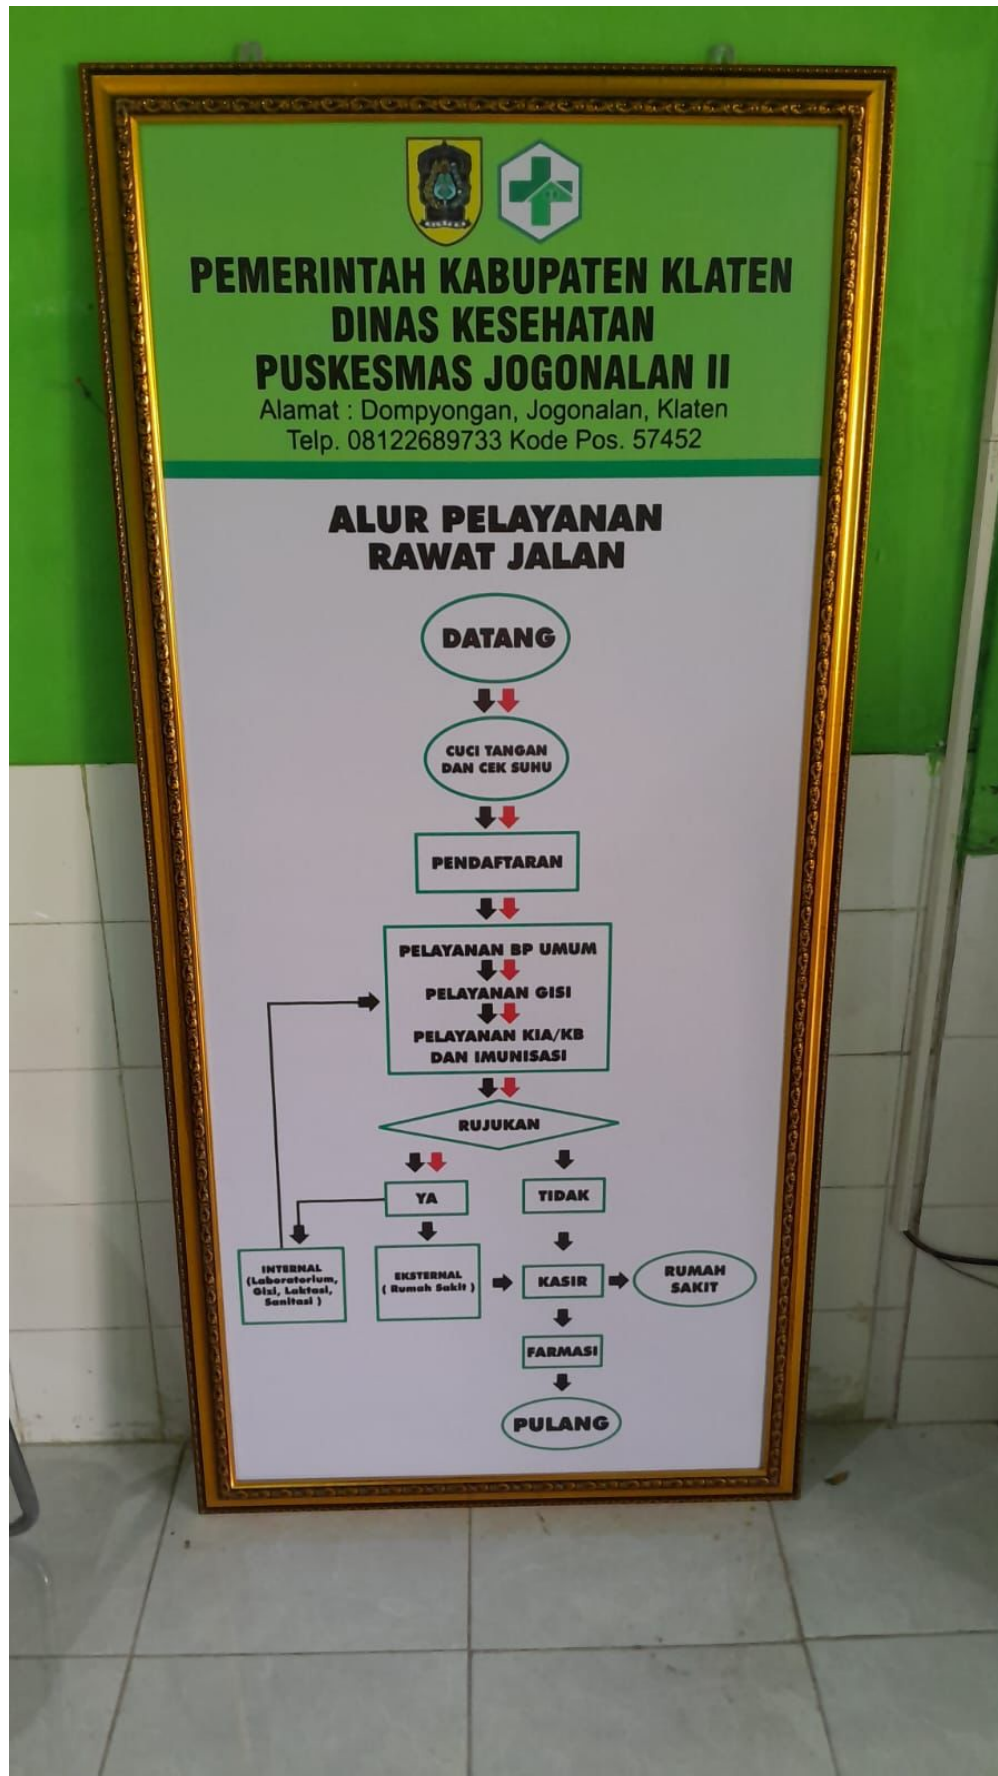 PEMERINTAH KABUPATEN KLATEN
DINAS KESEHATAN
PUSKESMAS JOGONALAN II
Alamat : Dompyongan, Jogonalan, Klaten
Telp. 08122689733 Kode Pos. 57452
ALUR PELAYANAN
RAWAT JALAN
DATANG
CUCI TANGAN
DAN CEK SUHU
PENDAFTARAN
PELAYANAN BP UMUM
PELAYANAN GISI
PELAYANAN KIA/KB
DAN IMUNISASI
RUJUKAN
YA
TIDAK
INTERNAL
(Laboratorium,
Gizi, Laktasi,
Sanitasi )
EKSTERNAL
( Rumah Sakit )
KASIR
RUMAH
SAKIT
FARMASI
PULANG